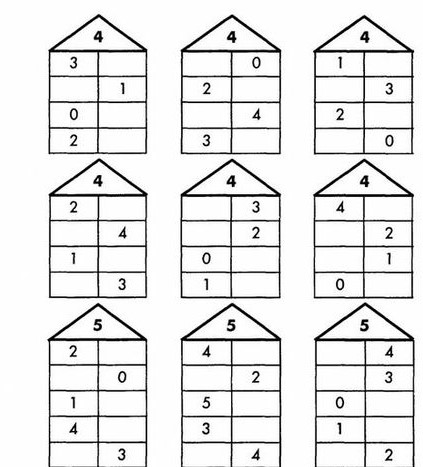 4 4 4
3 0 1
1 2 3
0 4 2
2 3 0
4 4 4
2 3 4
4 2 2
1 0 1
3 1 0
5 5 5
2 4 4
0 2 3
1 5 0
4 3 1
3 4 2